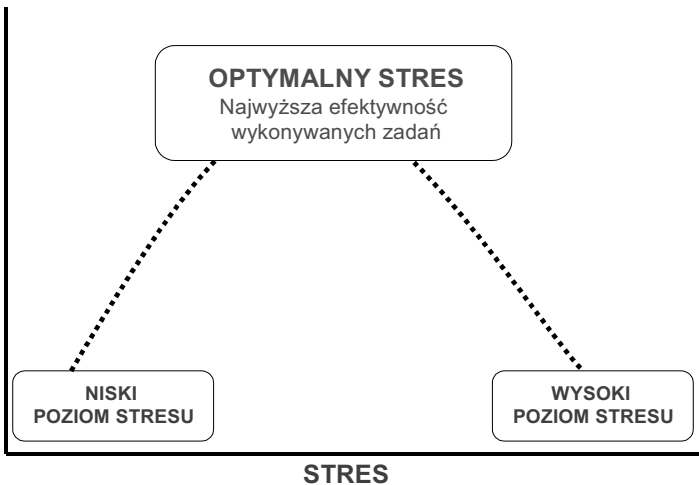 OPTYMALNY STRES
Najwyższa efektywność
wykonywanych zadań
NISKI
POZIOM STRESU
WYSOKI
POZIOM STRESU
STRES